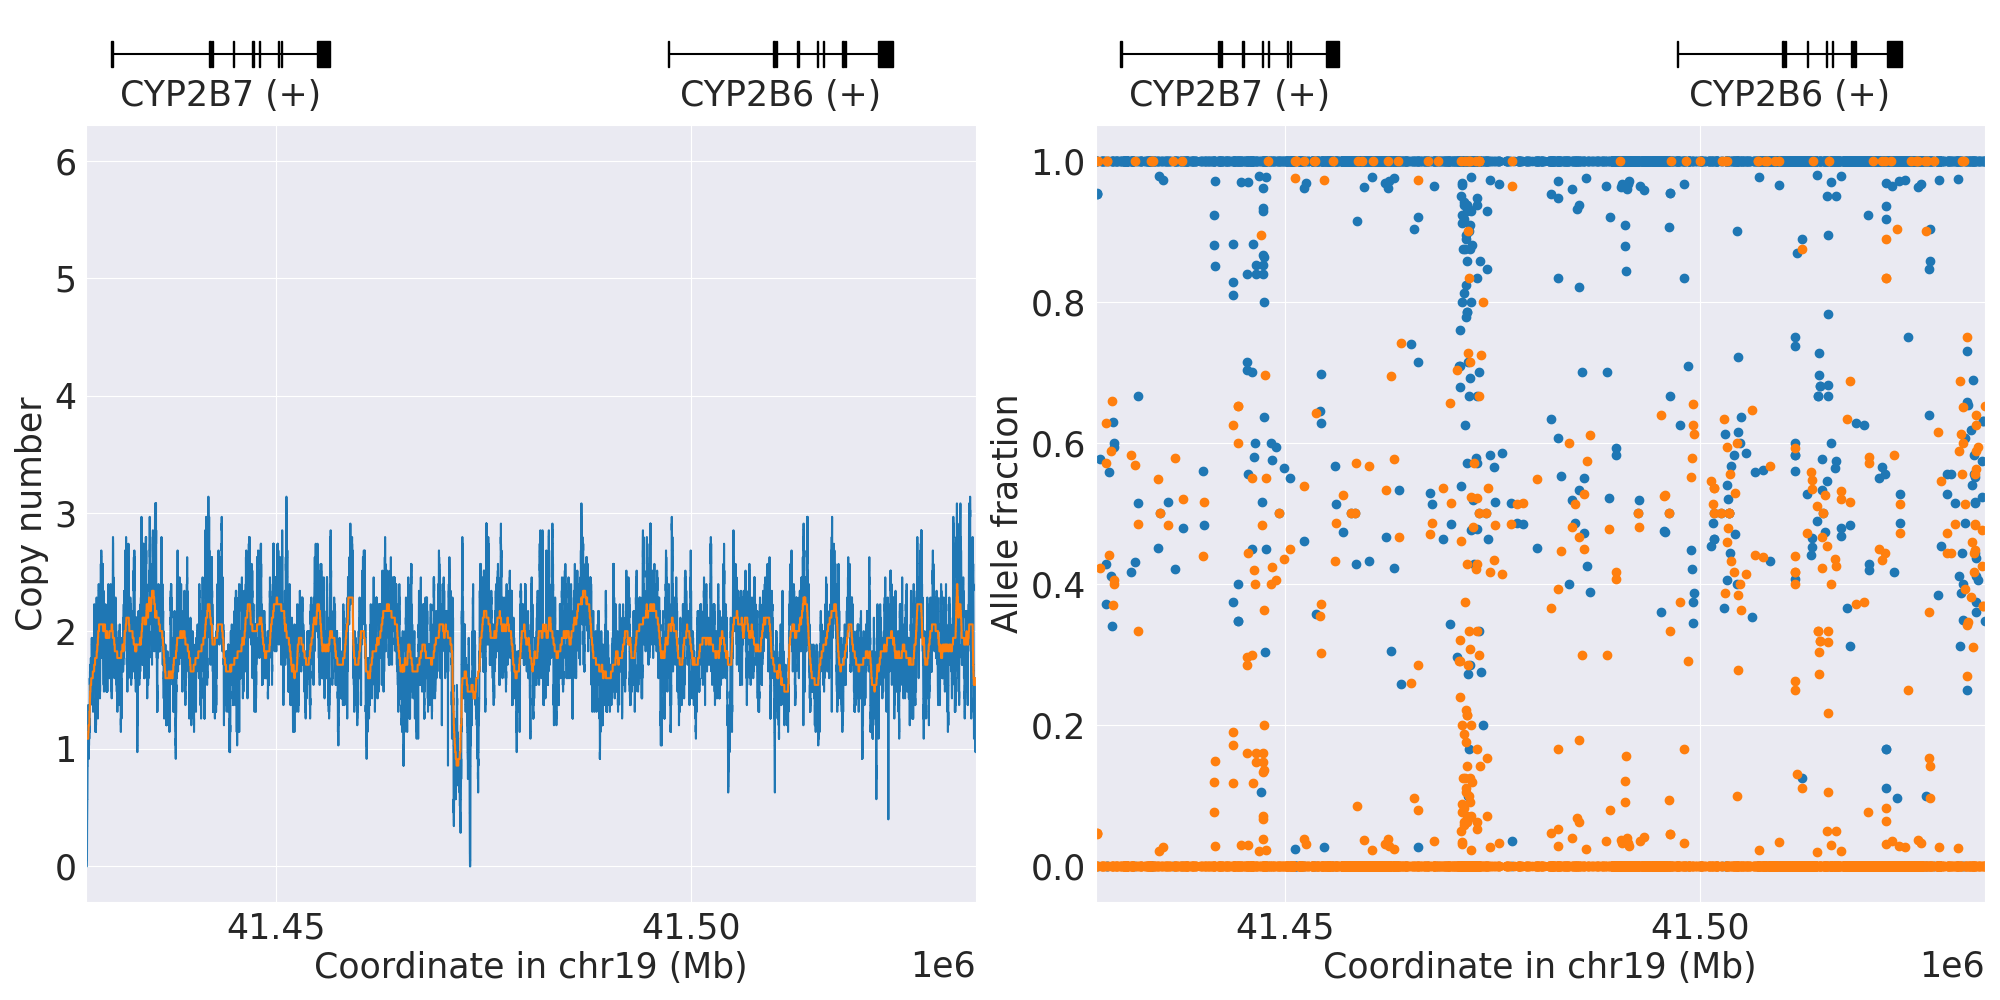 CYP2B7 (+)
CYP2B6 (+)
CYP2B7 (+)
CYP2B6 (+)
6
5
4
3
2
1
0
Copy number
41.45
41.50
Coordinate in chr19 (Mb)
1e6
1.0
0.8
0.6
0.4
0.2
0.0
Allele fraction
41.45
41.50
Coordinate in chr19 (Mb)
1e6